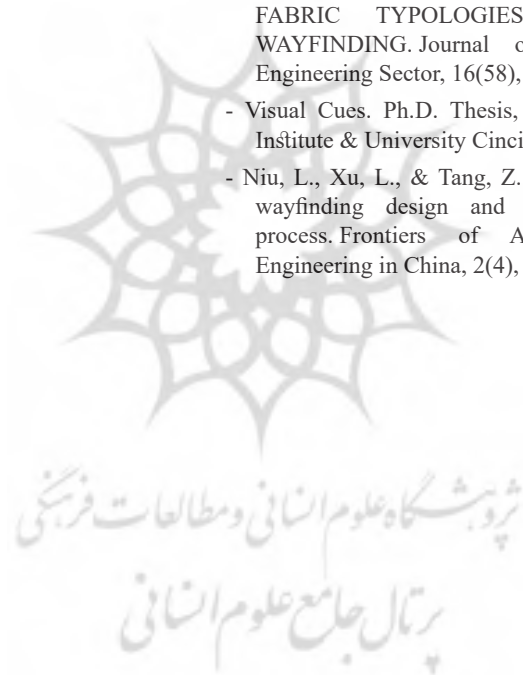 FABRIC TYPOLOGIES
WAYFINDING. Journal o
Engineering Sector, 16(58),
- Visual Cues. Ph.D. Thesis,
Institute & University Cinci
- Niu, L., Xu, L., & Tang, Z.
wayfinding design and
process. Frontiers of A
Engineering in China, 2(4),
پژوهشگاه علوم انسانی و مطالعات فرهنگی
پرتال جامع علوم انسانی